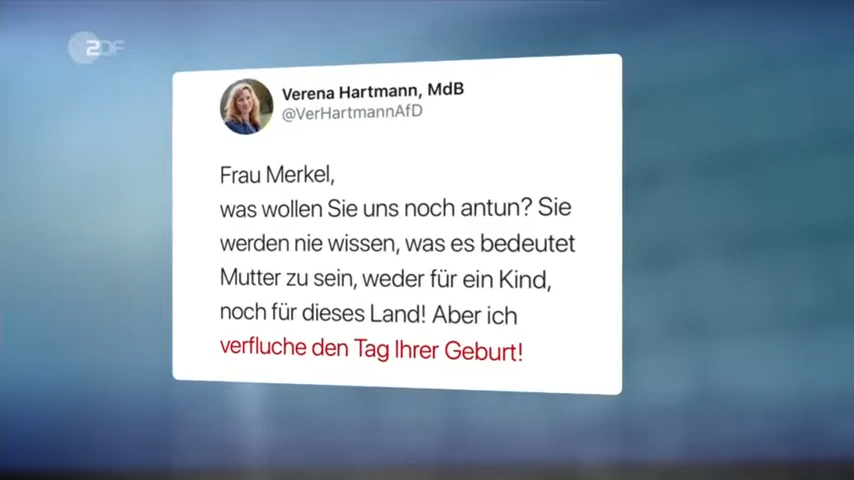 ZDF
Verena Hartmann, MdB
@VerHartmannAfD
Frau Merkel,
was wollen Sie uns noch antun? Sie
werden nie wissen, was es bedeutet
Mutter zu sein, weder für ein Kind,
noch für dieses Land! Aber ich
verfluche den Tag Ihrer Geburt!